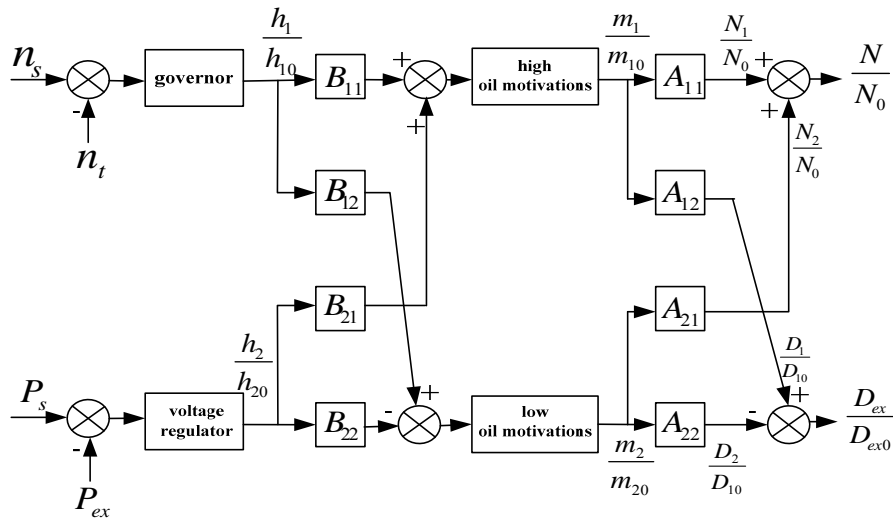 n_s
-
n_t
governor
h_1/h_10
B_11
+
+
high
oil motivations
m_1/m_10
A_11
N_1/N_0
+
+
N/N_0
N_2/N_0
B_12
A_12
B_21
A_21
h_2/h_20
D_1/D_10
P_s
-
P_ex
voltage
regulator
B_22
-
+
low
oil motivations
m_2/m_20
A_22
-
+
D_2/D_10
D_ex/D_ex0